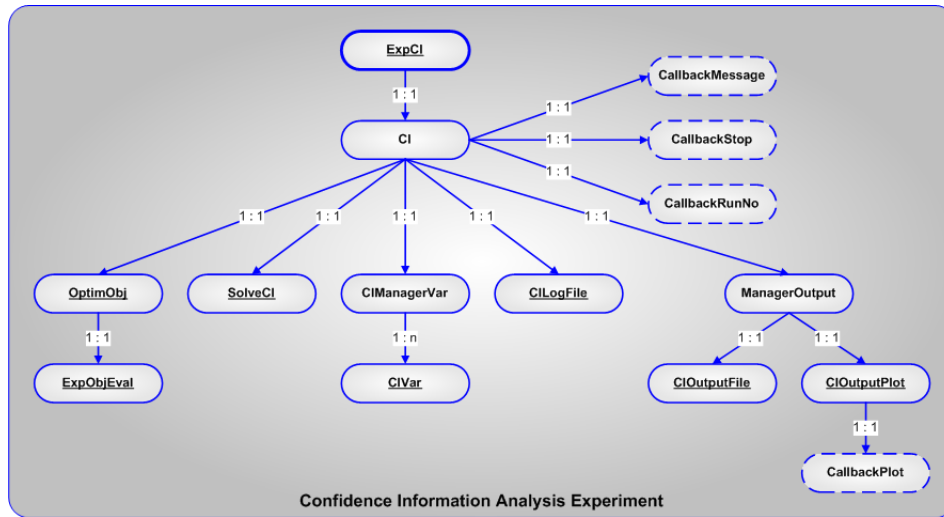 ExpCI
1 : 1
CI
CallbackMessage
1 : 1
CallbackStop
1 : 1
CallbackRunNo
1 : 1
1 : 1
1 : 1
1 : 1
1 : 1
1 : 1
OptimObj
SolveCI
CIManagerVar
CILogFile
ManagerOutput
1 : 1
1 : n
1 : 1
1 : 1
ExpObjEval
CIVar
CIOutputFile
CIOutputPlot
1 : 1
CallbackPlot
Confidence Information Analysis Experiment